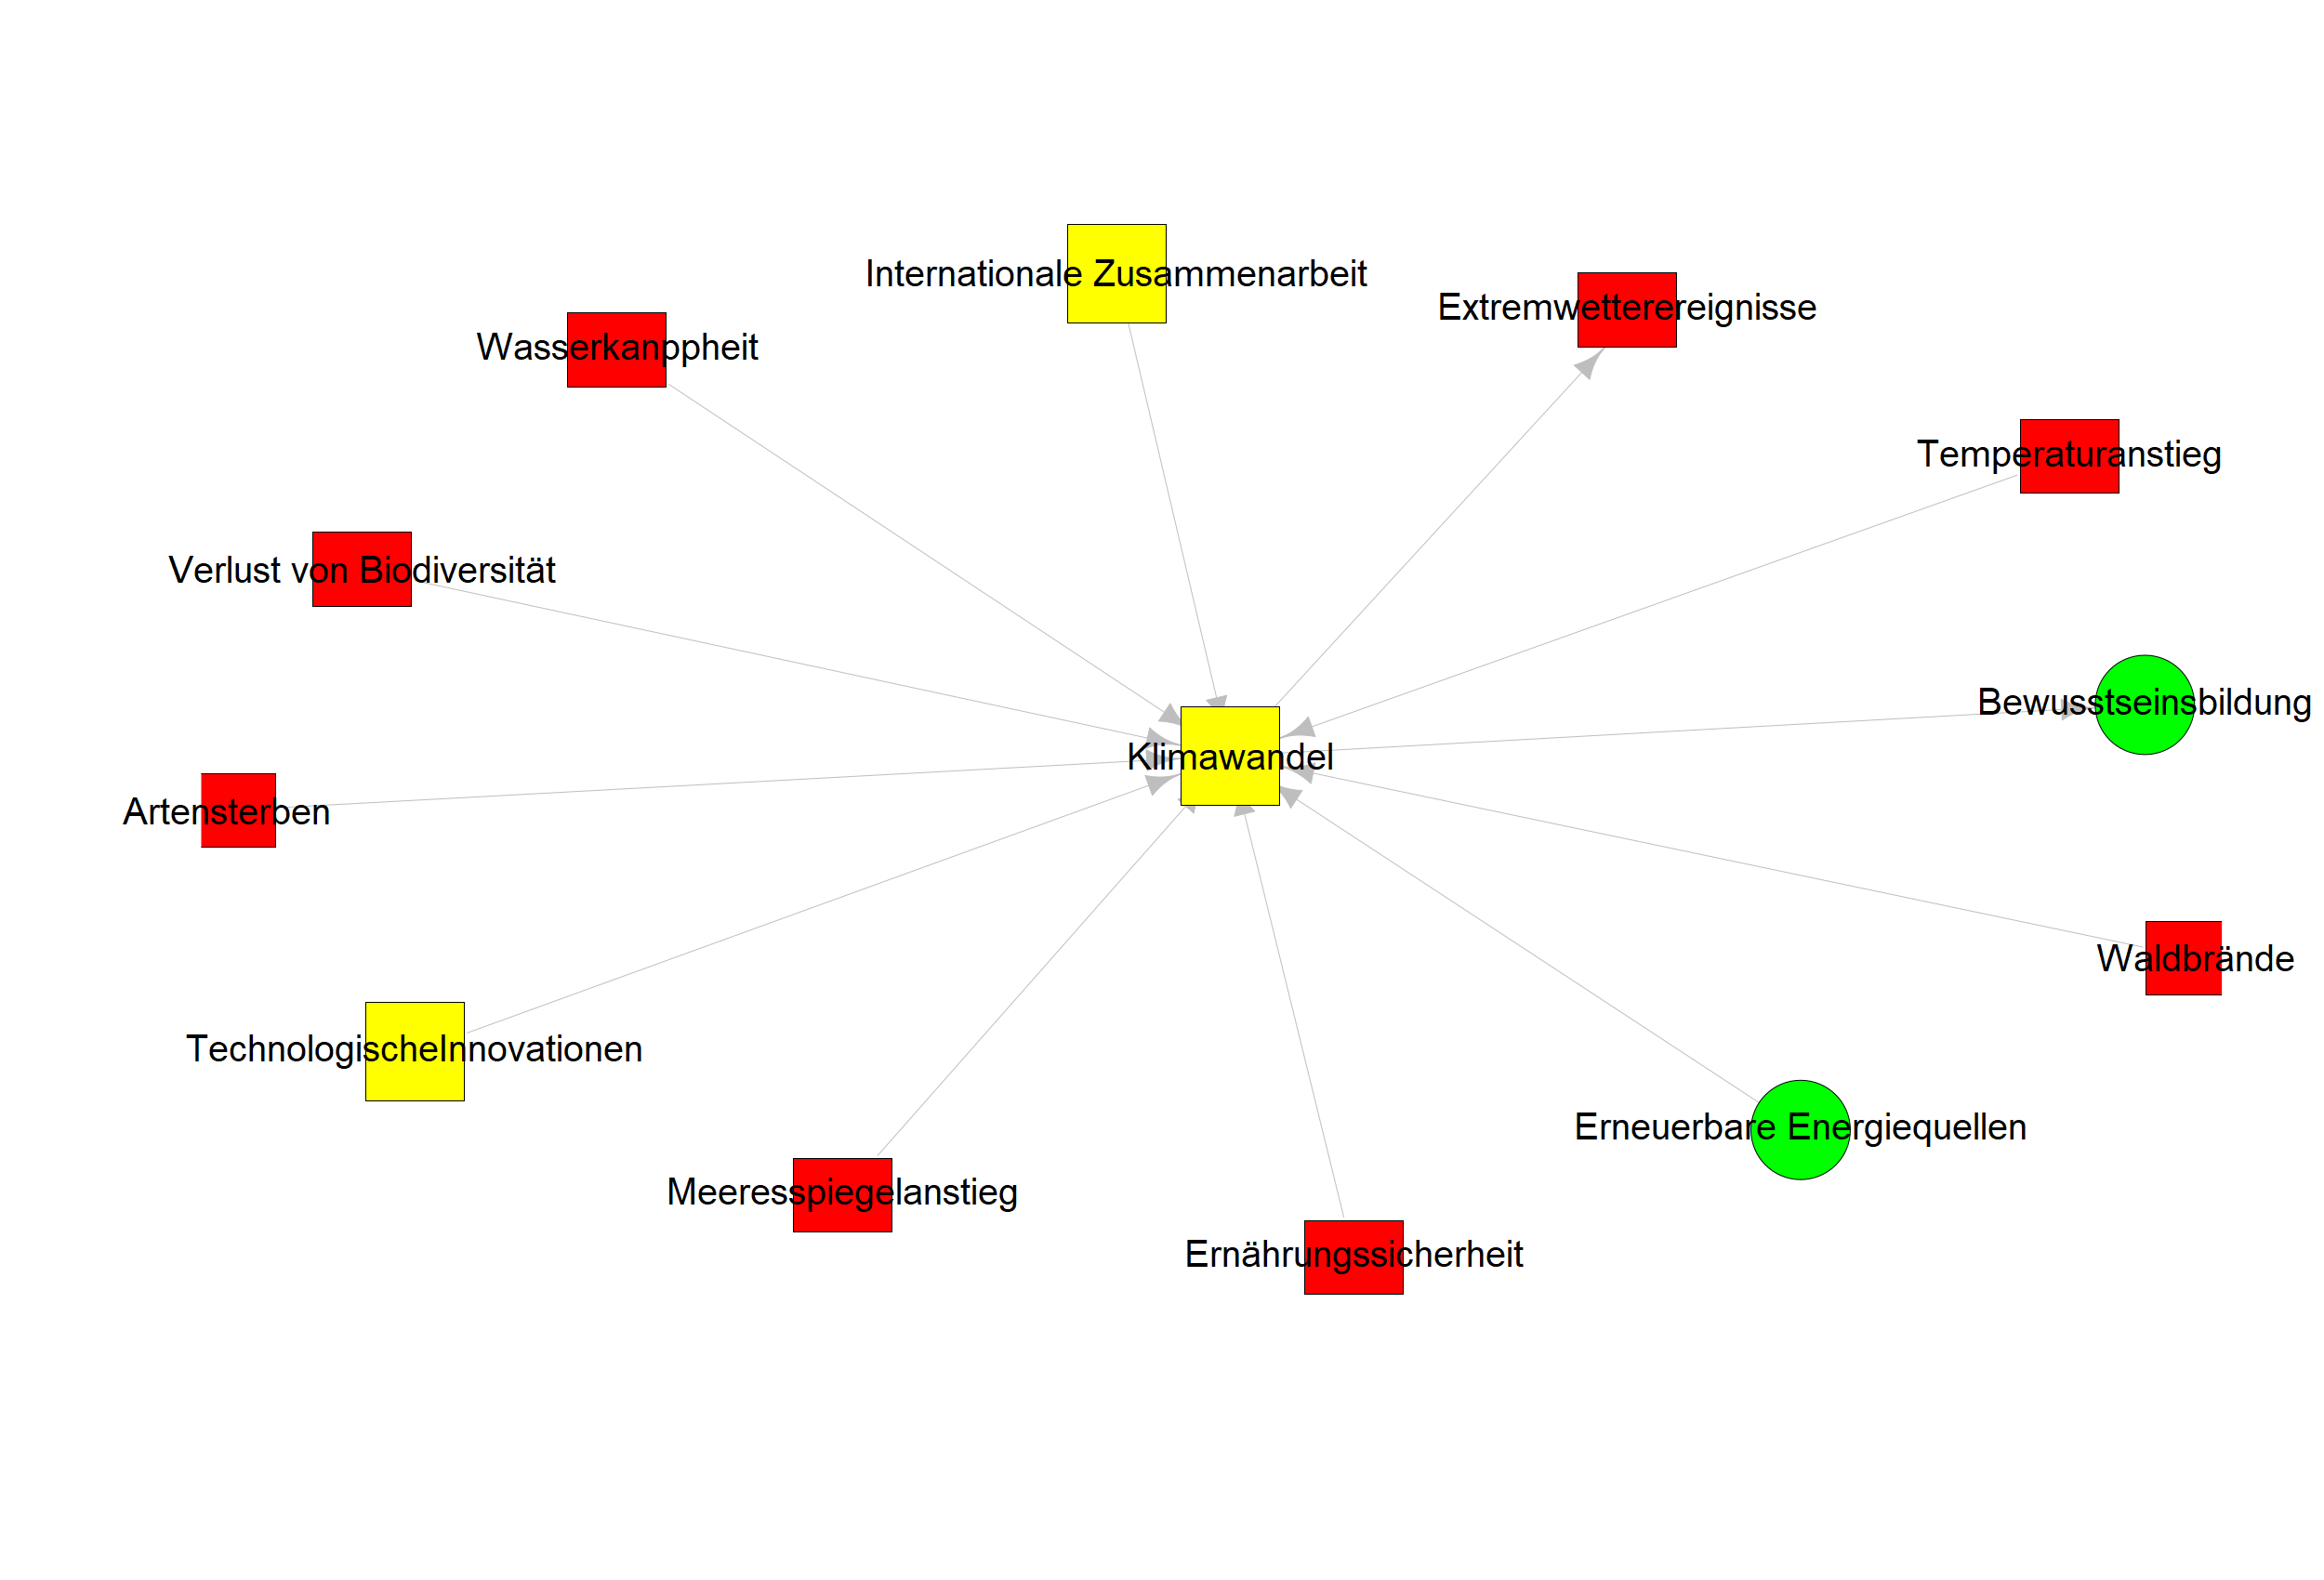 Internationale Zusammenarbeit
Extremwetterereignisse
Wasserkanppheit
Temperaturanstieg
Verlust von Biodiversität
Bewusstseinsbildung
Klimawandel
Artensterben
Waldbrände
TechnologischeInnovationen
Erneuerbare Energiequellen
Meeresspiegelanstieg
Ernährungssicherheit